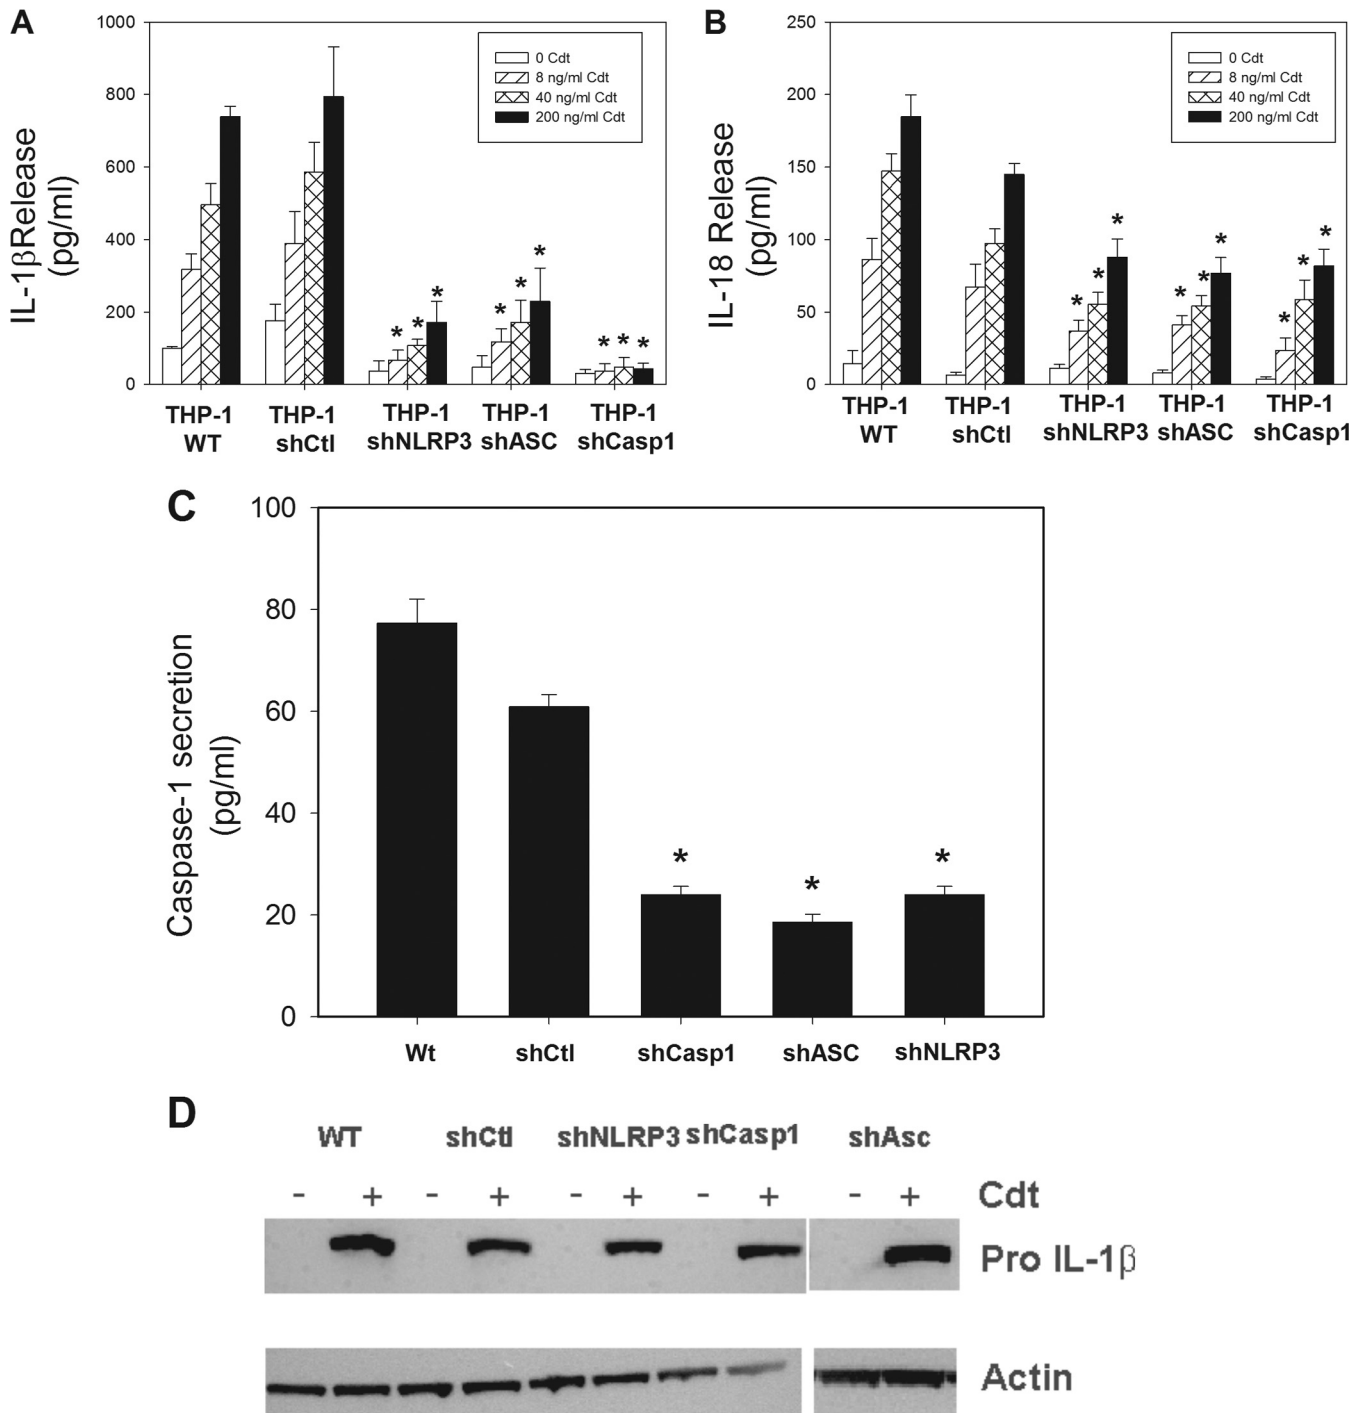 A
1000
800
600
400
200
0
IL-1βRelease
(pg/ml)
0 Cdt
8 ng/ml Cdt
40 ng/ml Cdt
200 ng/ml Cdt
* * *
* * *
* * *
THP-1 THP-1 THP-1 THP-1 THP-1
WT shCtl shNLRP3 shASC shCasp1
B
250
200
150
100
50
0
IL-18 Release
(pg/ml)
0 Cdt
8 ng/ml Cdt
40 ng/ml Cdt
200 ng/ml Cdt
* * *
* * *
* * *
THP-1 THP-1 THP-1 THP-1 THP-1
WT shCtl shNLRP3 shASC shCasp1
C
100
80
60
40
20
0
Caspase-1 secretion
(pg/ml)
* * *
Wt shCtl shCasp1 shASC shNLRP3
D
WT shCtl shNLRP3 shCasp1 shAsc
- + - + - + - + - + Cdt
Pro IL-1β
Actin